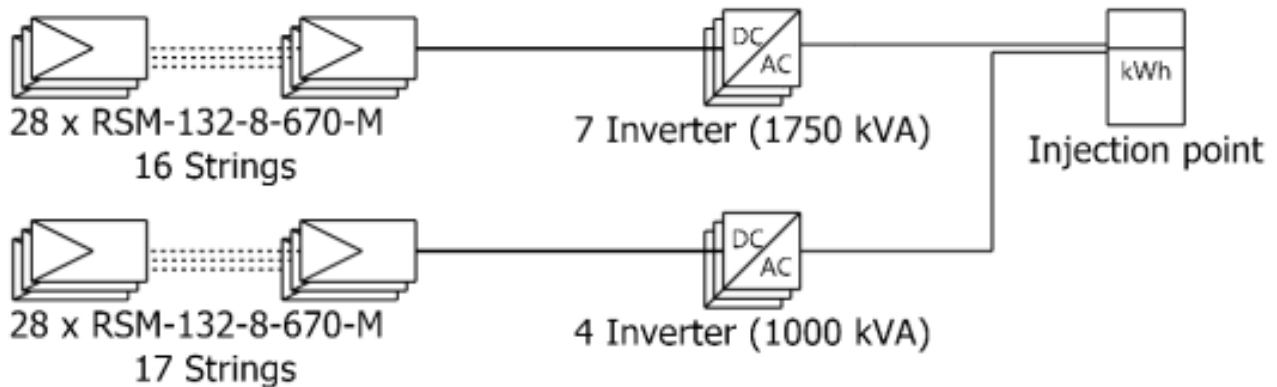 DC
AC
kWh
28 x RSM-132-8-670-M
16 Strings
7 Inverter (1750 kVA)
Injection point
DC
AC
28 x RSM-132-8-670-M
17 Strings
4 Inverter (1000 kVA)